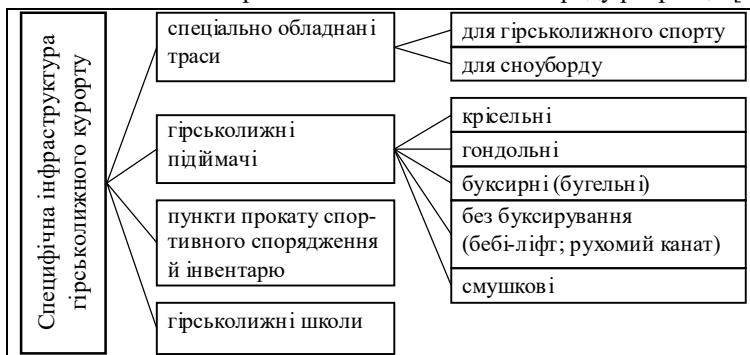 Специфічна інфраструктура
гірськолижного курорту
спеціально обладнані
траси
для гірськолижного спорту
для сноуборду
гірськолижні
підіймачі
крісельні
гондольні
буксирні (бугельні)
без буксирування
(бебі-ліфт; рухомий канат)
смушкові
пункти прокату спор-
тивного спорядження
й інвентарю
гірськолижні школи